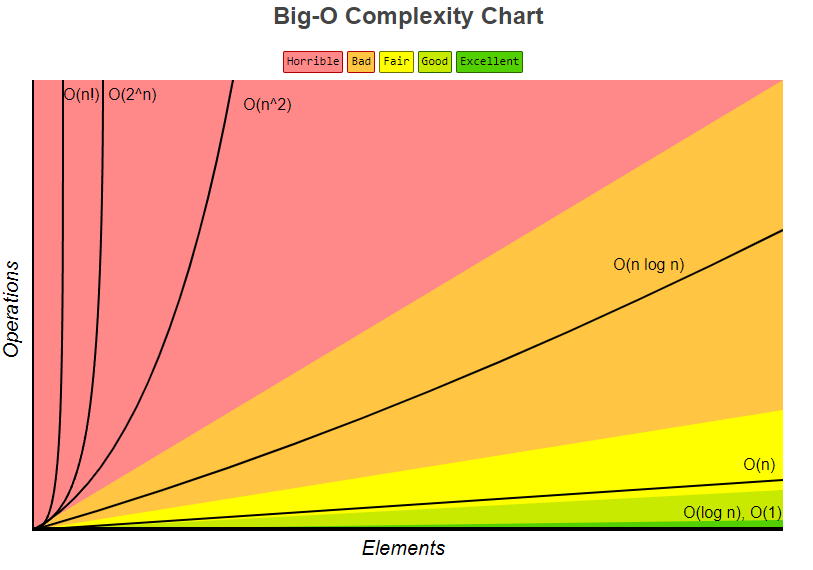 Big-O Complexity Chart
Horrible Bad Fair Good Excellent
O(n!) O(2^n)
O(n^2)
O(n log n)
O(n)
O(log n), O(1)
Operations
Elements